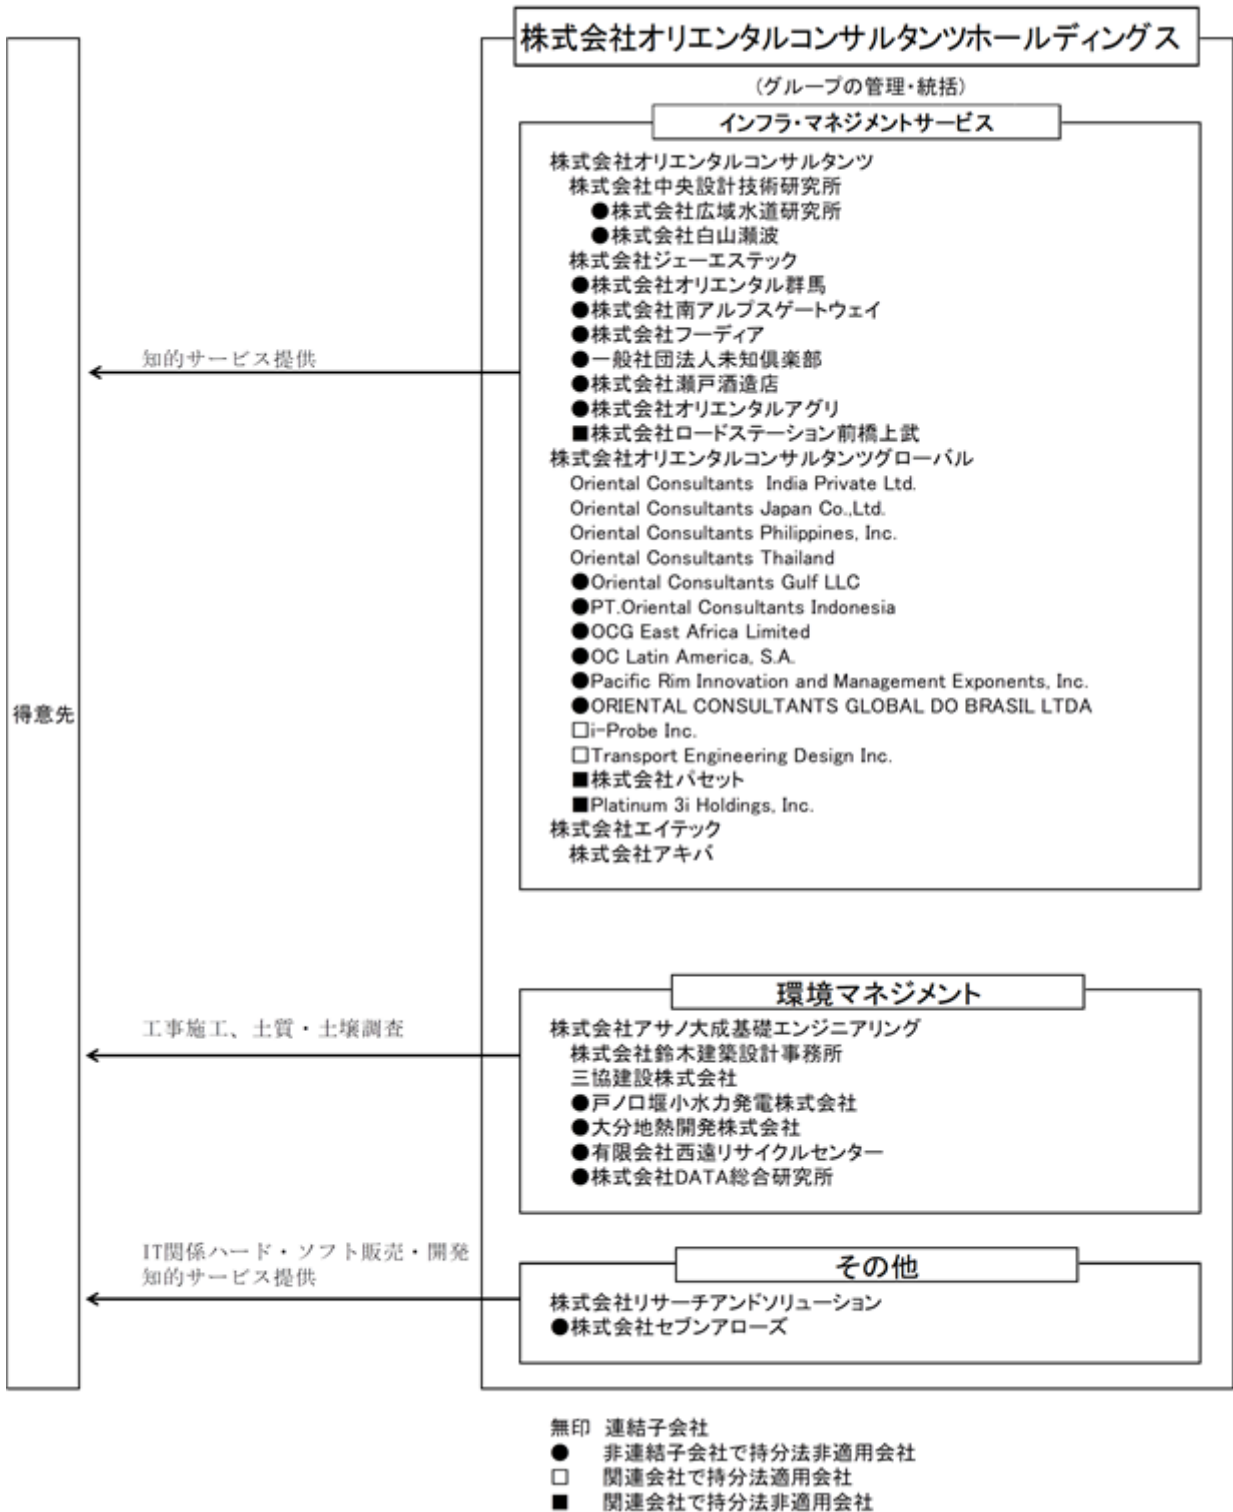 株式会社オリエンタルコンサルタンツホールディングス
(グループの管理・統括)
インフラ・マネジメントサービス
株式会社オリエンタルコンサルタンツ
株式会社中央設計技術研究所
●株式会社広域水道研究所
●株式会社白山瀬波
株式会社ジェーエステック
●株式会社オリエンタル群馬
●株式会社南アルプスゲートウェイ
●株式会社フーディア
●一般社団法人未知倶楽部
●株式会社瀬戸酒造店
●株式会社オリエンタルアグリ
■株式会社ロードステーション前橋上武
株式会社オリエンタルコンサルタンツグローバル
Oriental Consultants India Private Ltd.
Oriental Consultants Japan Co.,Ltd.
Oriental Consultants Philippines, Inc.
Oriental Consultants Thailand
●Oriental Consultants Gulf LLC
●PT.Oriental Consultants Indonesia
●OCG East Africa Limited
●OC Latin America, S.A.
●Pacific Rim Innovation and Management Exponents, Inc.
●ORIENTAL CONSULTANTS GLOBAL DO BRASIL LTDA
□i-Probe Inc.
□Transport Engineering Design Inc.
■株式会社パセット
■Platinum 3i Holdings, Inc.
株式会社エイテック
株式会社アキバ
知的サービス提供
得意先
環境マネジメント
株式会社アサノ大成基礎エンジニアリング
株式会社鈴木建築設計事務所
三協建設株式会社
●戸ノ口堰小水力発電株式会社
●大分地熱開発株式会社
●有限会社西遠リサイクルセンター
●株式会社DATA総合研究所
工事施工、土質・土壌調査
その他
株式会社リサーチアンドソリューション
●株式会社セブンアローズ
IT関係ハード・ソフト販売・開発
知的サービス提供
無印 連結子会社
● 非連結子会社で持分法非適用会社
□ 関連会社で持分法適用会社
■ 関連会社で持分法非適用会社